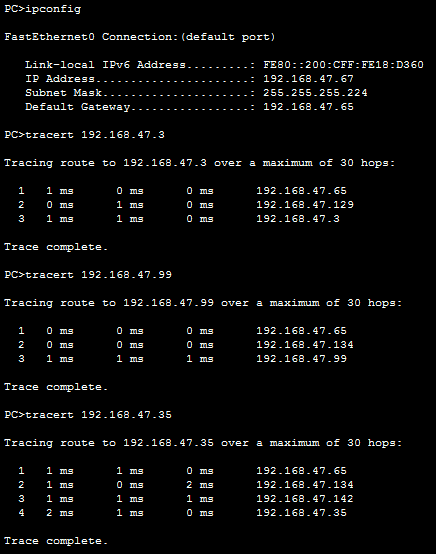 PC>ipconfig
FastEthernet0 Connection:(default port)
Link-local IPv6 Address.........: FE80::200:CFF:FE18:D360
IP Address......................: 192.168.47.67
Subnet Mask.....................: 255.255.255.224
Default Gateway.................: 192.168.47.65
PC>tracert 192.168.47.3
Tracing route to 192.168.47.3 over a maximum of 30 hops:
1 1 ms 0 ms 0 ms 192.168.47.65
2 0 ms 1 ms 0 ms 192.168.47.129
3 1 ms 1 ms 0 ms 192.168.47.3
Trace complete.
PC>tracert 192.168.47.99
Tracing route to 192.168.47.99 over a maximum of 30 hops:
1 0 ms 0 ms 0 ms 192.168.47.65
2 0 ms 0 ms 0 ms 192.168.47.134
3 1 ms 1 ms 1 ms 192.168.47.99
Trace complete.
PC>tracert 192.168.47.35
Tracing route to 192.168.47.35 over a maximum of 30 hops:
1 1 ms 1 ms 0 ms 192.168.47.65
2 1 ms 0 ms 2 ms 192.168.47.134
3 1 ms 1 ms 1 ms 192.168.47.142
4 2 ms 1 ms 0 ms 192.168.47.35
Trace complete.